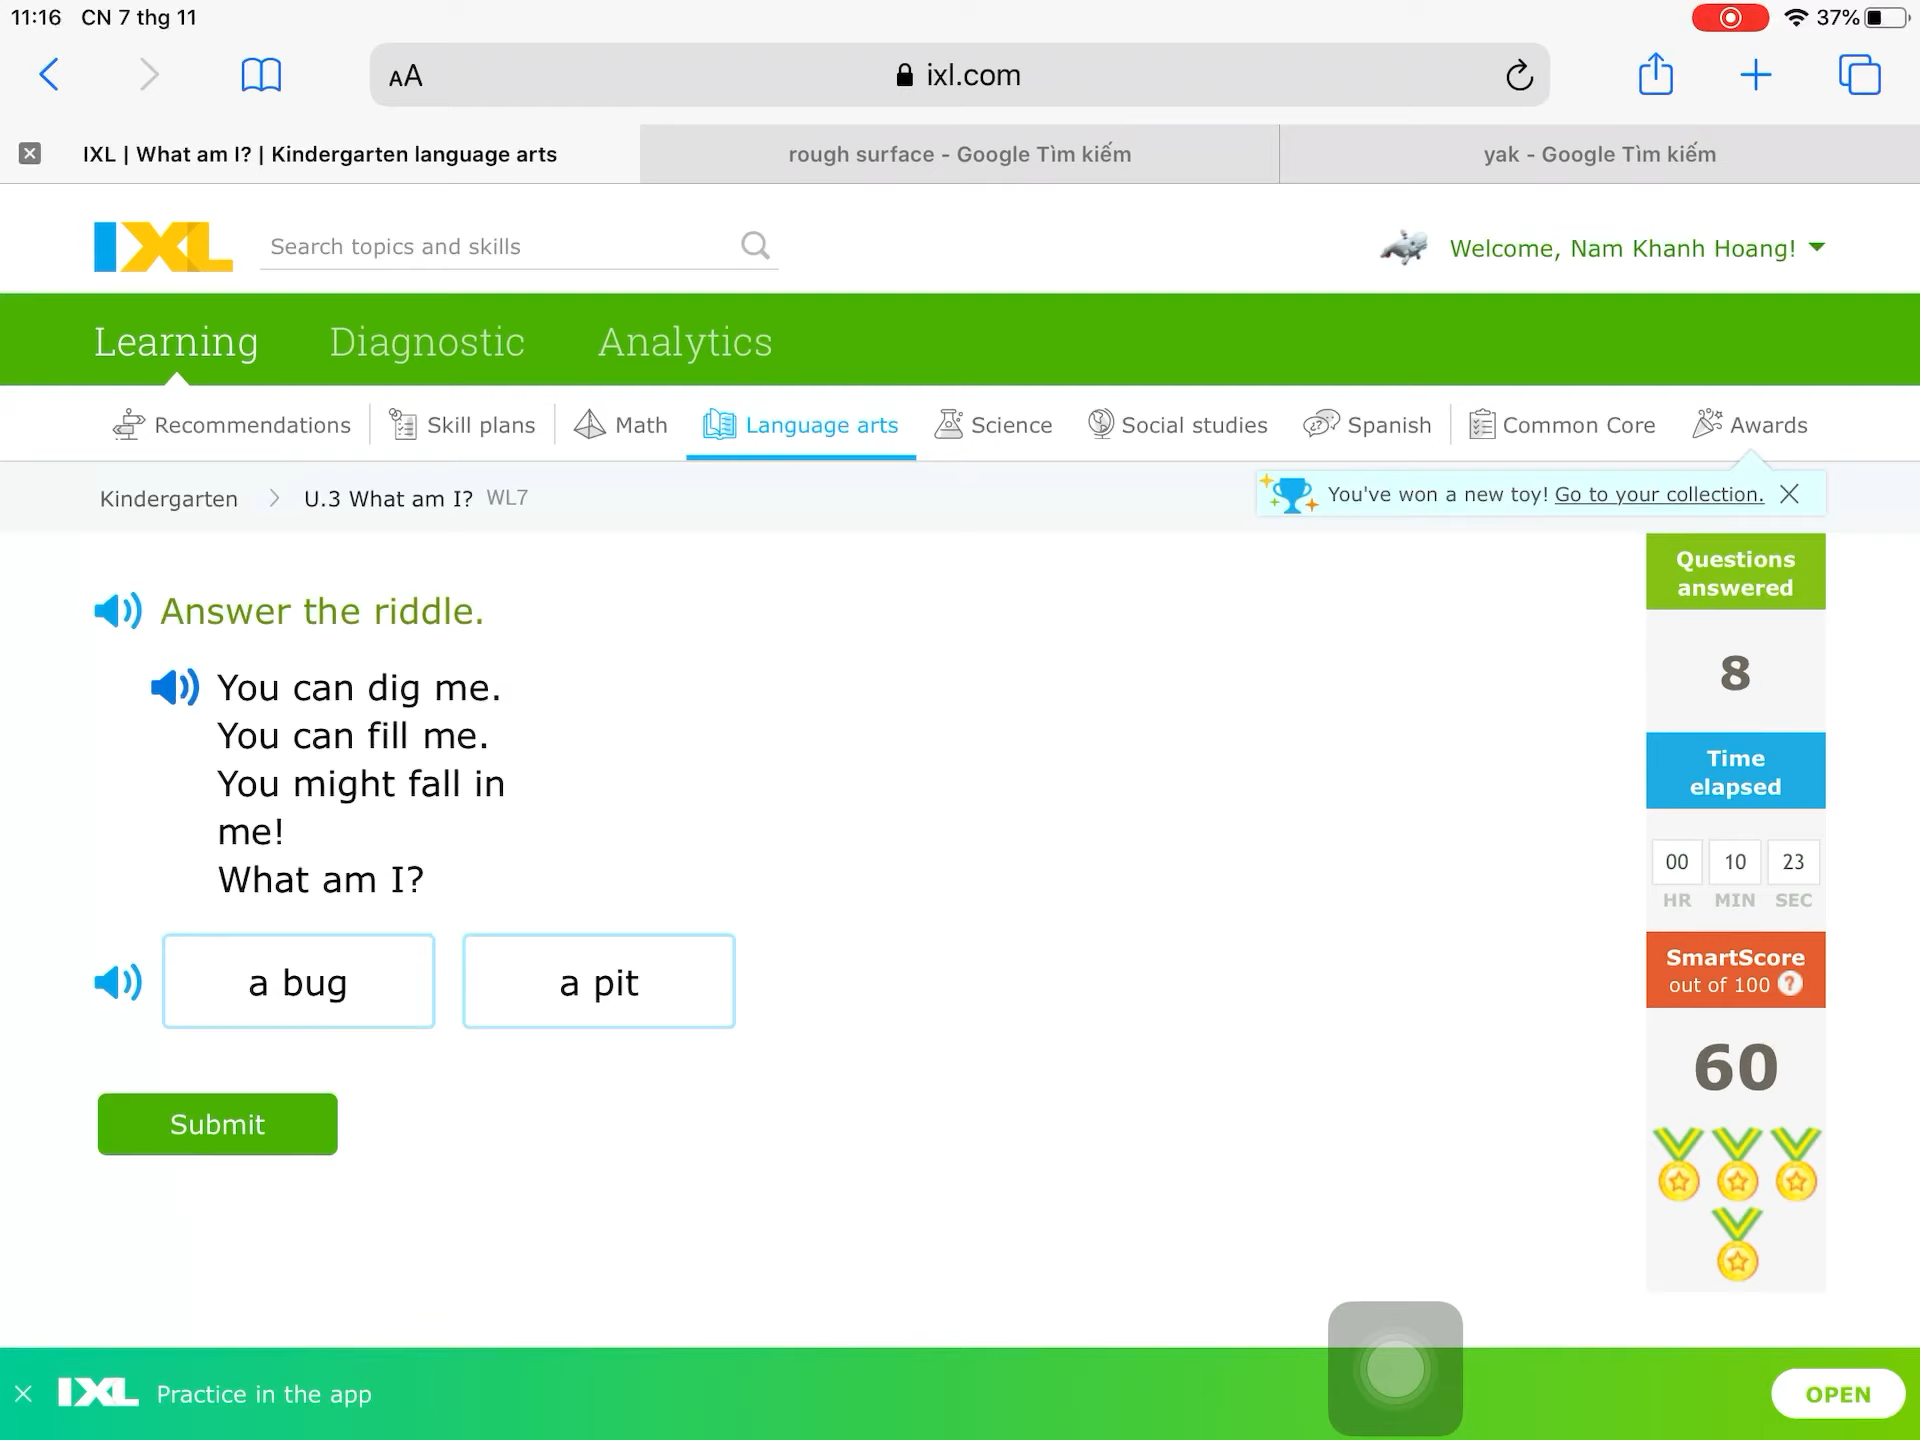 11:16 CN 7 thg 11
37%
AA
ixl.com
IXL | What am I? | Kindergarten language arts
rough surface - Google Tìm kiếm
yak - Google Tìm kiếm
IXL
Search topics and skills
Welcome, Nam Khanh Hoang!
Learning
Diagnostic
Analytics
Recommendations
Skill plans
Math
Language arts
Science
Social studies
Spanish
Common Core
Awards
Kindergarten
U.3 What am I? WL7
You've won a new toy! Go to your collection.
Questions
answered
8
Time
elapsed
00 10 23
HR MIN SEC
SmartScore
out of 100 ?
60
Answer the riddle.
You can dig me.
You can fill me.
You might fall in
me!
What am I?
a bug
a pit
Submit
IXL Practice in the app
OPEN